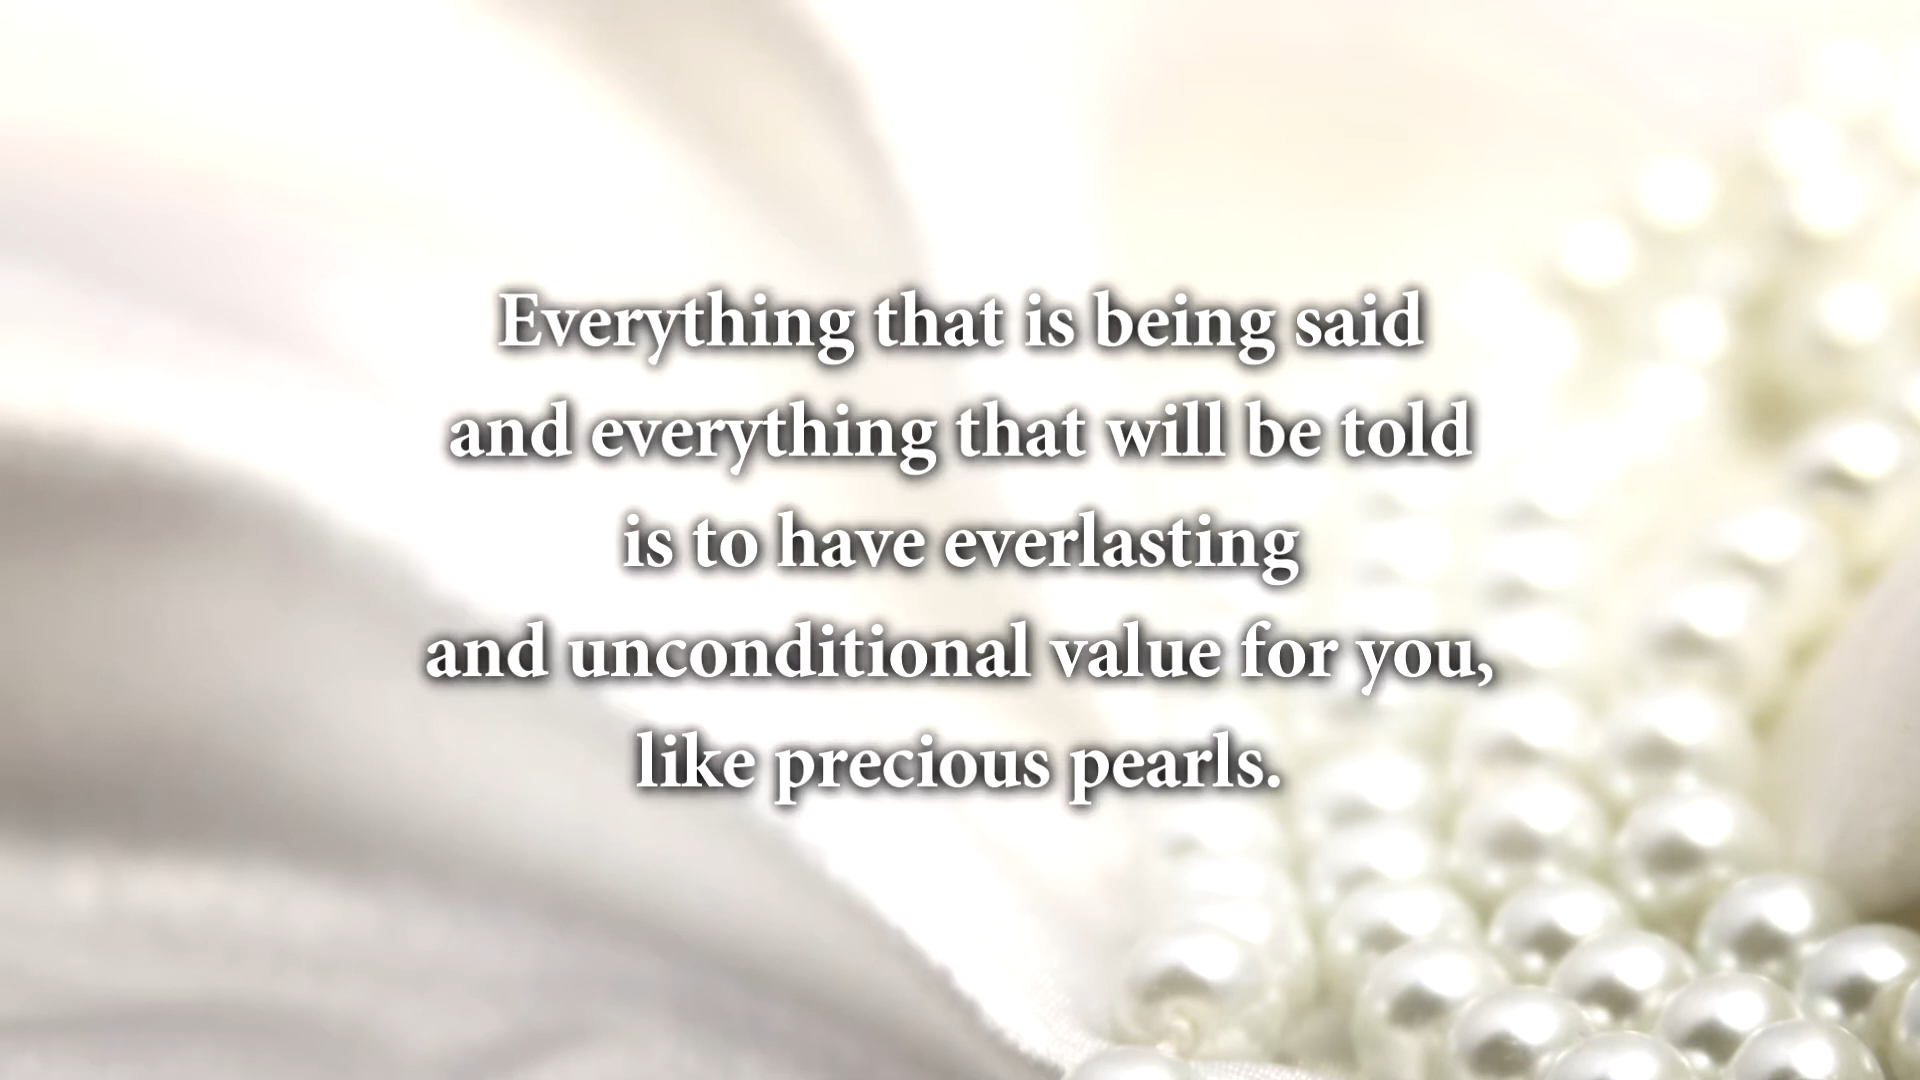 Everything that is being said
and everything that will be told
is to have everlasting
and unconditional value for you,
like precious pearls.